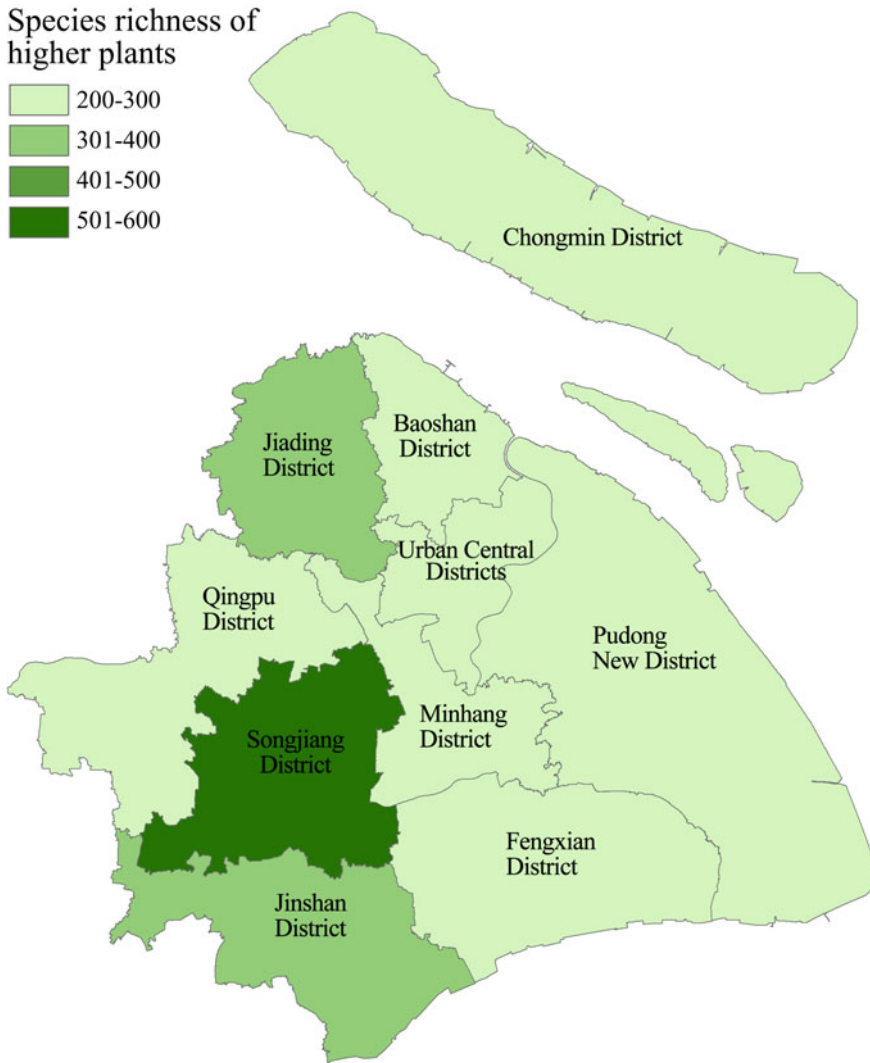 Species richness of
higher plants
200-300
301-400
401-500
501-600
Chongmin District
Jiading
District
Baoshan
District
Urban Central
Districts
Qingpu
District
Pudong
New District
Minhang
District
Songjiang
District
Fengxian
District
Jinshan
District